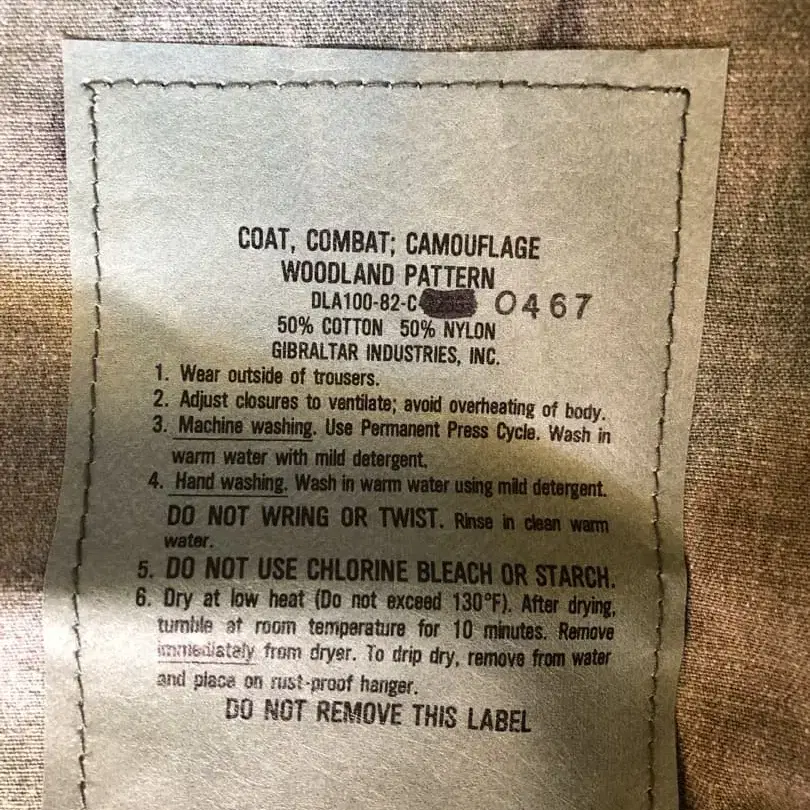 COAT, COMBAT; CAMOUFLAGE
WOODLAND PATTERN
DLA100-82-C 0467
50% COTTON 50% NYLON
GIBRALTAR INDUSTRIES, INC.
1. Wear outside of trousers.
2. Adjust closures to ventilate; avoid overheating of body.
3. Machine washing. Use Permanent Press Cycle. Wash in
warm water with mild detergent.
4. Hand washing. Wash in warm water using mild detergent.
DO NOT WRING OR TWIST. Rinse in clean warm
water.
5. DO NOT USE CHLORINE BLEACH OR STARCH.
6. Dry at low heat (Do not exceed 130°F). After drying,
tumble at room temperature for 10 minutes. Remove
immediately from dryer. To drip dry, remove from water
and place on rust-proof hanger.
DO NOT REMOVE THIS LABEL